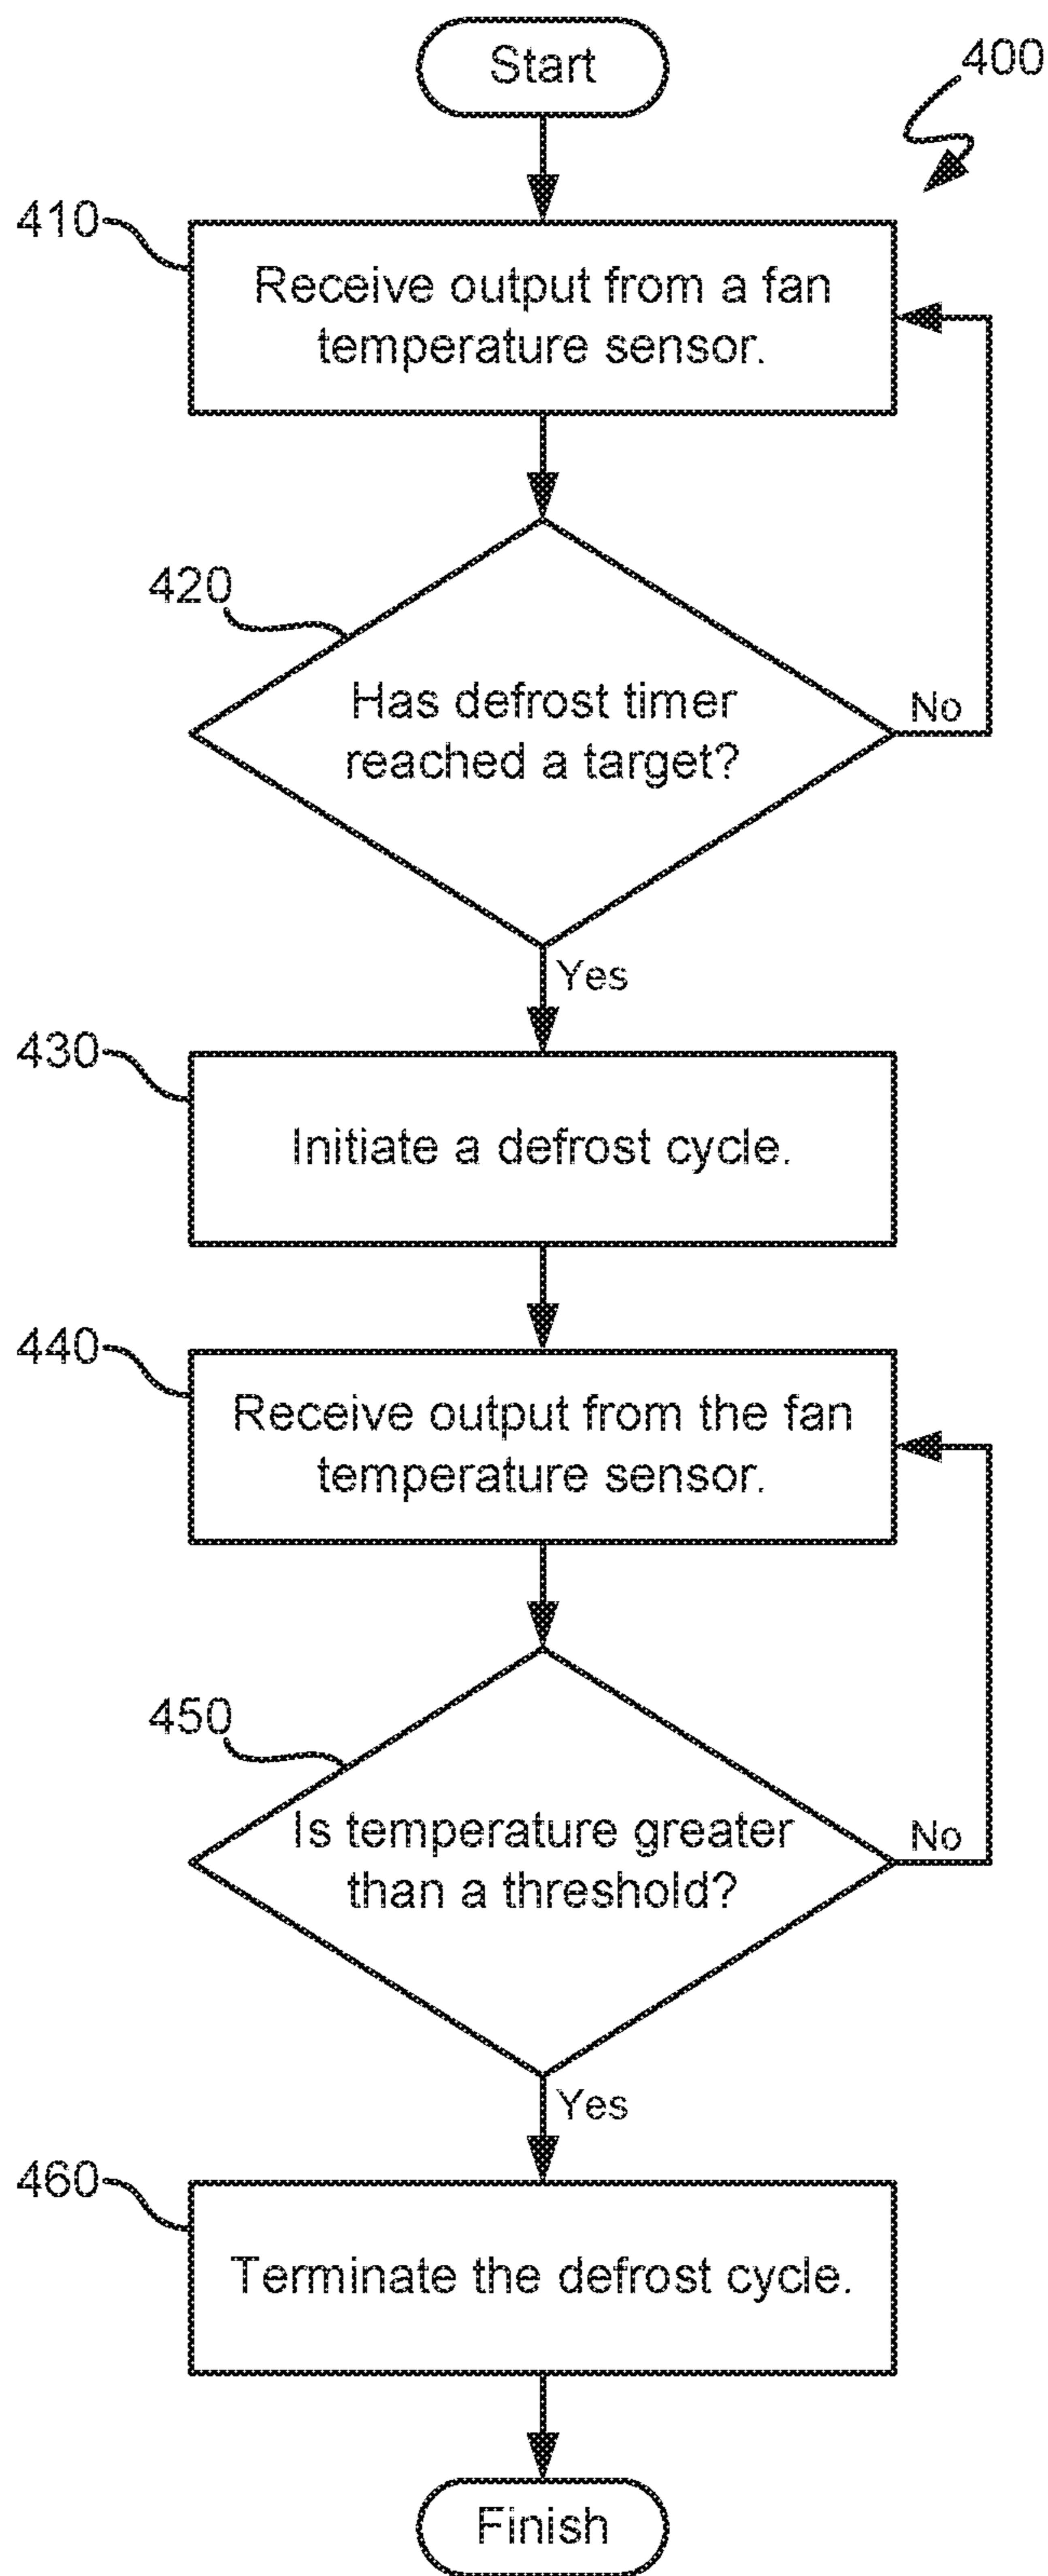 Start
400
410
Receive output from a fan
temperature sensor.
420
Has defrost timer
reached a target?
No
Yes
430
Initiate a defrost cycle.
440
Receive output from the fan
temperature sensor.
450
Is temperature greater
than a threshold?
No
Yes
460
Terminate the defrost cycle.
Finish